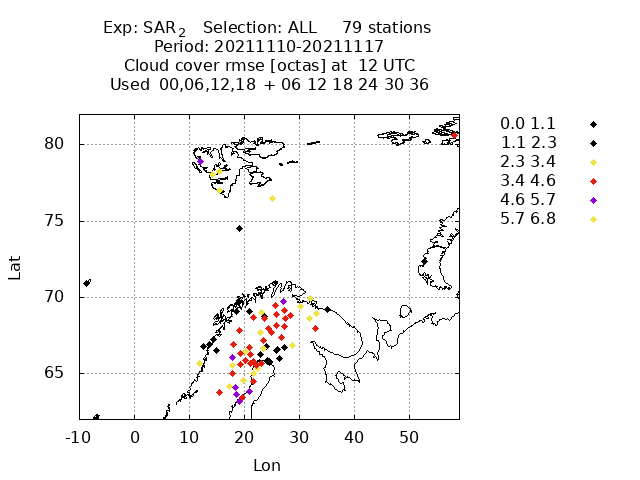 Exp: SAR2 Selection: ALL 79 stations
Period: 20211110-20211117
Cloud cover rmse [octas] at 12 UTC
Used 00,06,12,18 + 06 12 18 24 30 36
0.0 1.1
1.1 2.3
2.3 3.4
3.4 4.6
4.6 5.7
5.7 6.8
80
75
70
65
Lat
-10 0 10 20 30 40 50
Lon